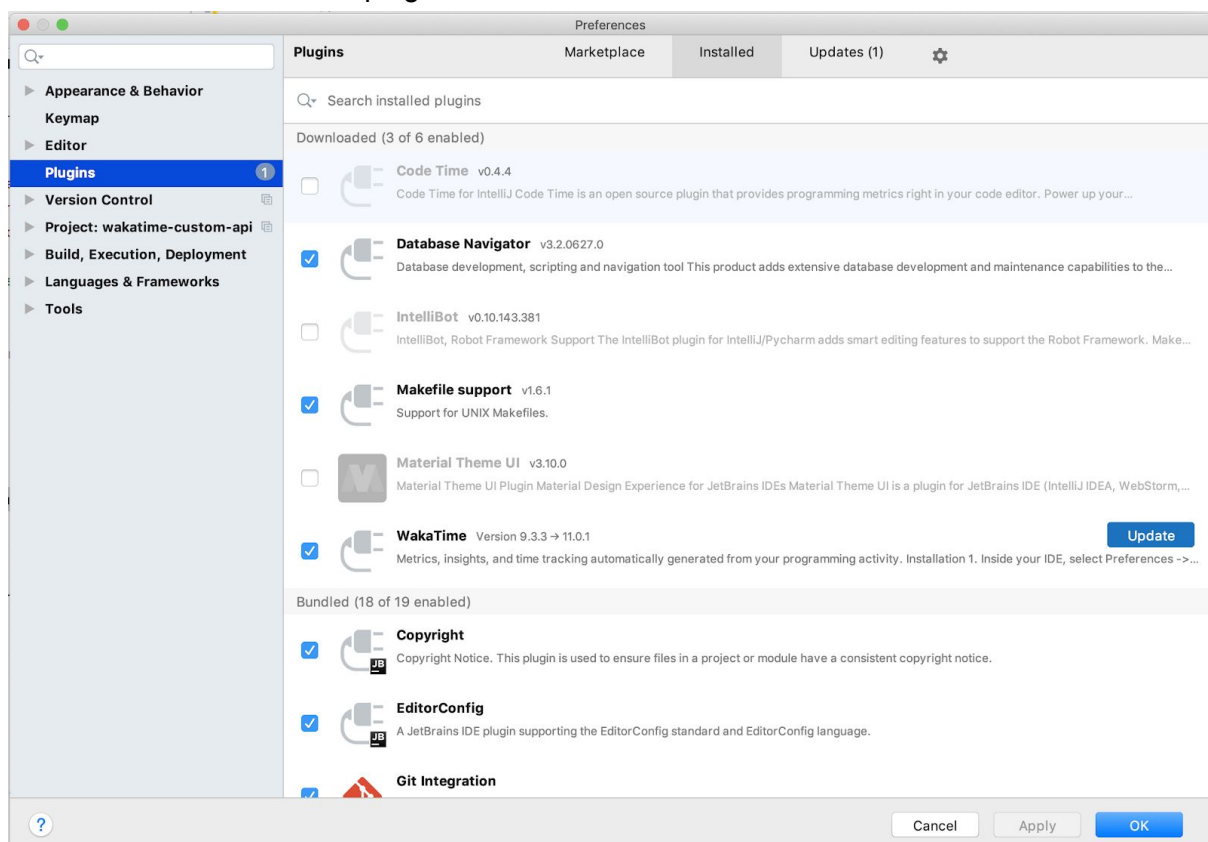 Preferences
Plugins
Marketplace
Installed
Updates (1)
Appearance & Behavior
Keymap
Editor
Plugins 1
Version Control
Project: wakatime-custom-api
Build, Execution, Deployment
Languages & Frameworks
Tools
Search installed plugins
Downloaded (3 of 6 enabled)
Code Time v0.4.4
Code Time for IntelliJ Code Time is an open source plugin that provides programming metrics right in your code editor. Power up your...
Database Navigator v3.2.0627.0
Database development, scripting and navigation tool This product adds extensive database development and maintenance capabilities to the...
IntelliBot v0.10.143.381
IntelliBot, Robot Framework Support The IntelliBot plugin for IntelliJ/Pycharm adds smart editing features to support the Robot Framework. Make...
Makefile support v1.6.1
Support for UNIX Makefiles.
Material Theme UI v3.10.0
Material Theme UI Plugin Material Design Experience for JetBrains IDEs Material Theme UI is a plugin for JetBrains IDE (IntelliJ IDEA, WebStorm,...
WakaTime Version 9.3.3 → 11.0.1
Update
Metrics, insights, and time tracking automatically generated from your programming activity. Installation 1. Inside your IDE, select Preferences ->...
Bundled (18 of 19 enabled)
Copyright
JB
Copyright Notice. This plugin is used to ensure files in a project or module have a consistent copyright notice.
EditorConfig
JB
A JetBrains IDE plugin supporting the EditorConfig standard and EditorConfig language.
Git Integration
?
Cancel
Apply
OK